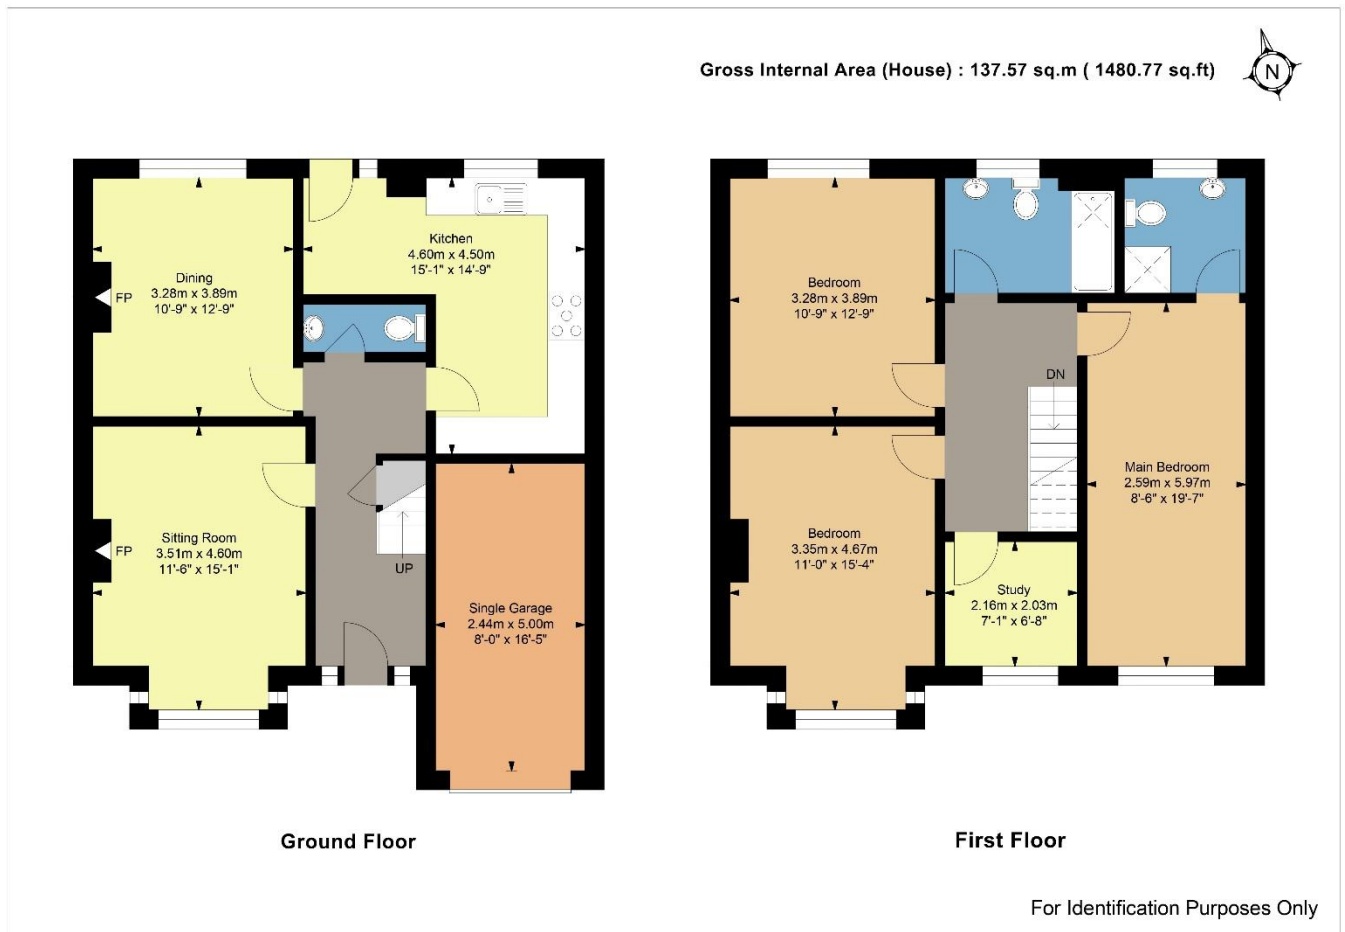 Gross Internal Area (House) : 137.57 sq.m ( 1480.77 sq.ft)
N
Kitchen
4.60m x 4.50m
15'-1" x 14'-9"
Dining
3.28m x 3.89m
10'-9" x 12'-9"
FP
Sitting Room
3.51m x 4.60m
11'-6" x 15'-1"
FP
UP
Single Garage
2.44m x 5.00m
8'-0" x 16'-5"
Ground Floor
Bedroom
3.28m x 3.89m
10'-9" x 12'-9"
DN
Main Bedroom
2.59m x 5.97m
8'-6" x 19'-7"
Bedroom
3.35m x 4.67m
11'-0" x 15'-4"
Study
2.16m x 2.03m
7'-1" x 6'-8"
First Floor
For Identification Purposes Only